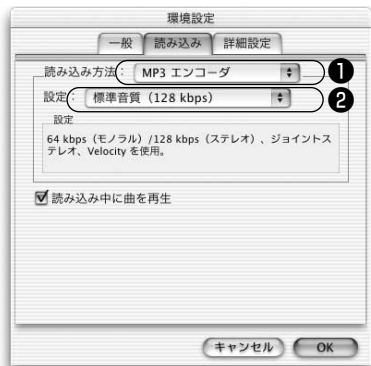 環境設定
一般 読み込み 詳細設定
読み込み方法： MP3 エンコーダ ❶
設定： 標準音質（128 kbps） ❷
設定
64 kbps（モノラル）/128 kbps（ステレオ）、ジョイントス
テレオ、Velocity を使用。
読み込み中に曲を再生
キャンセル OK